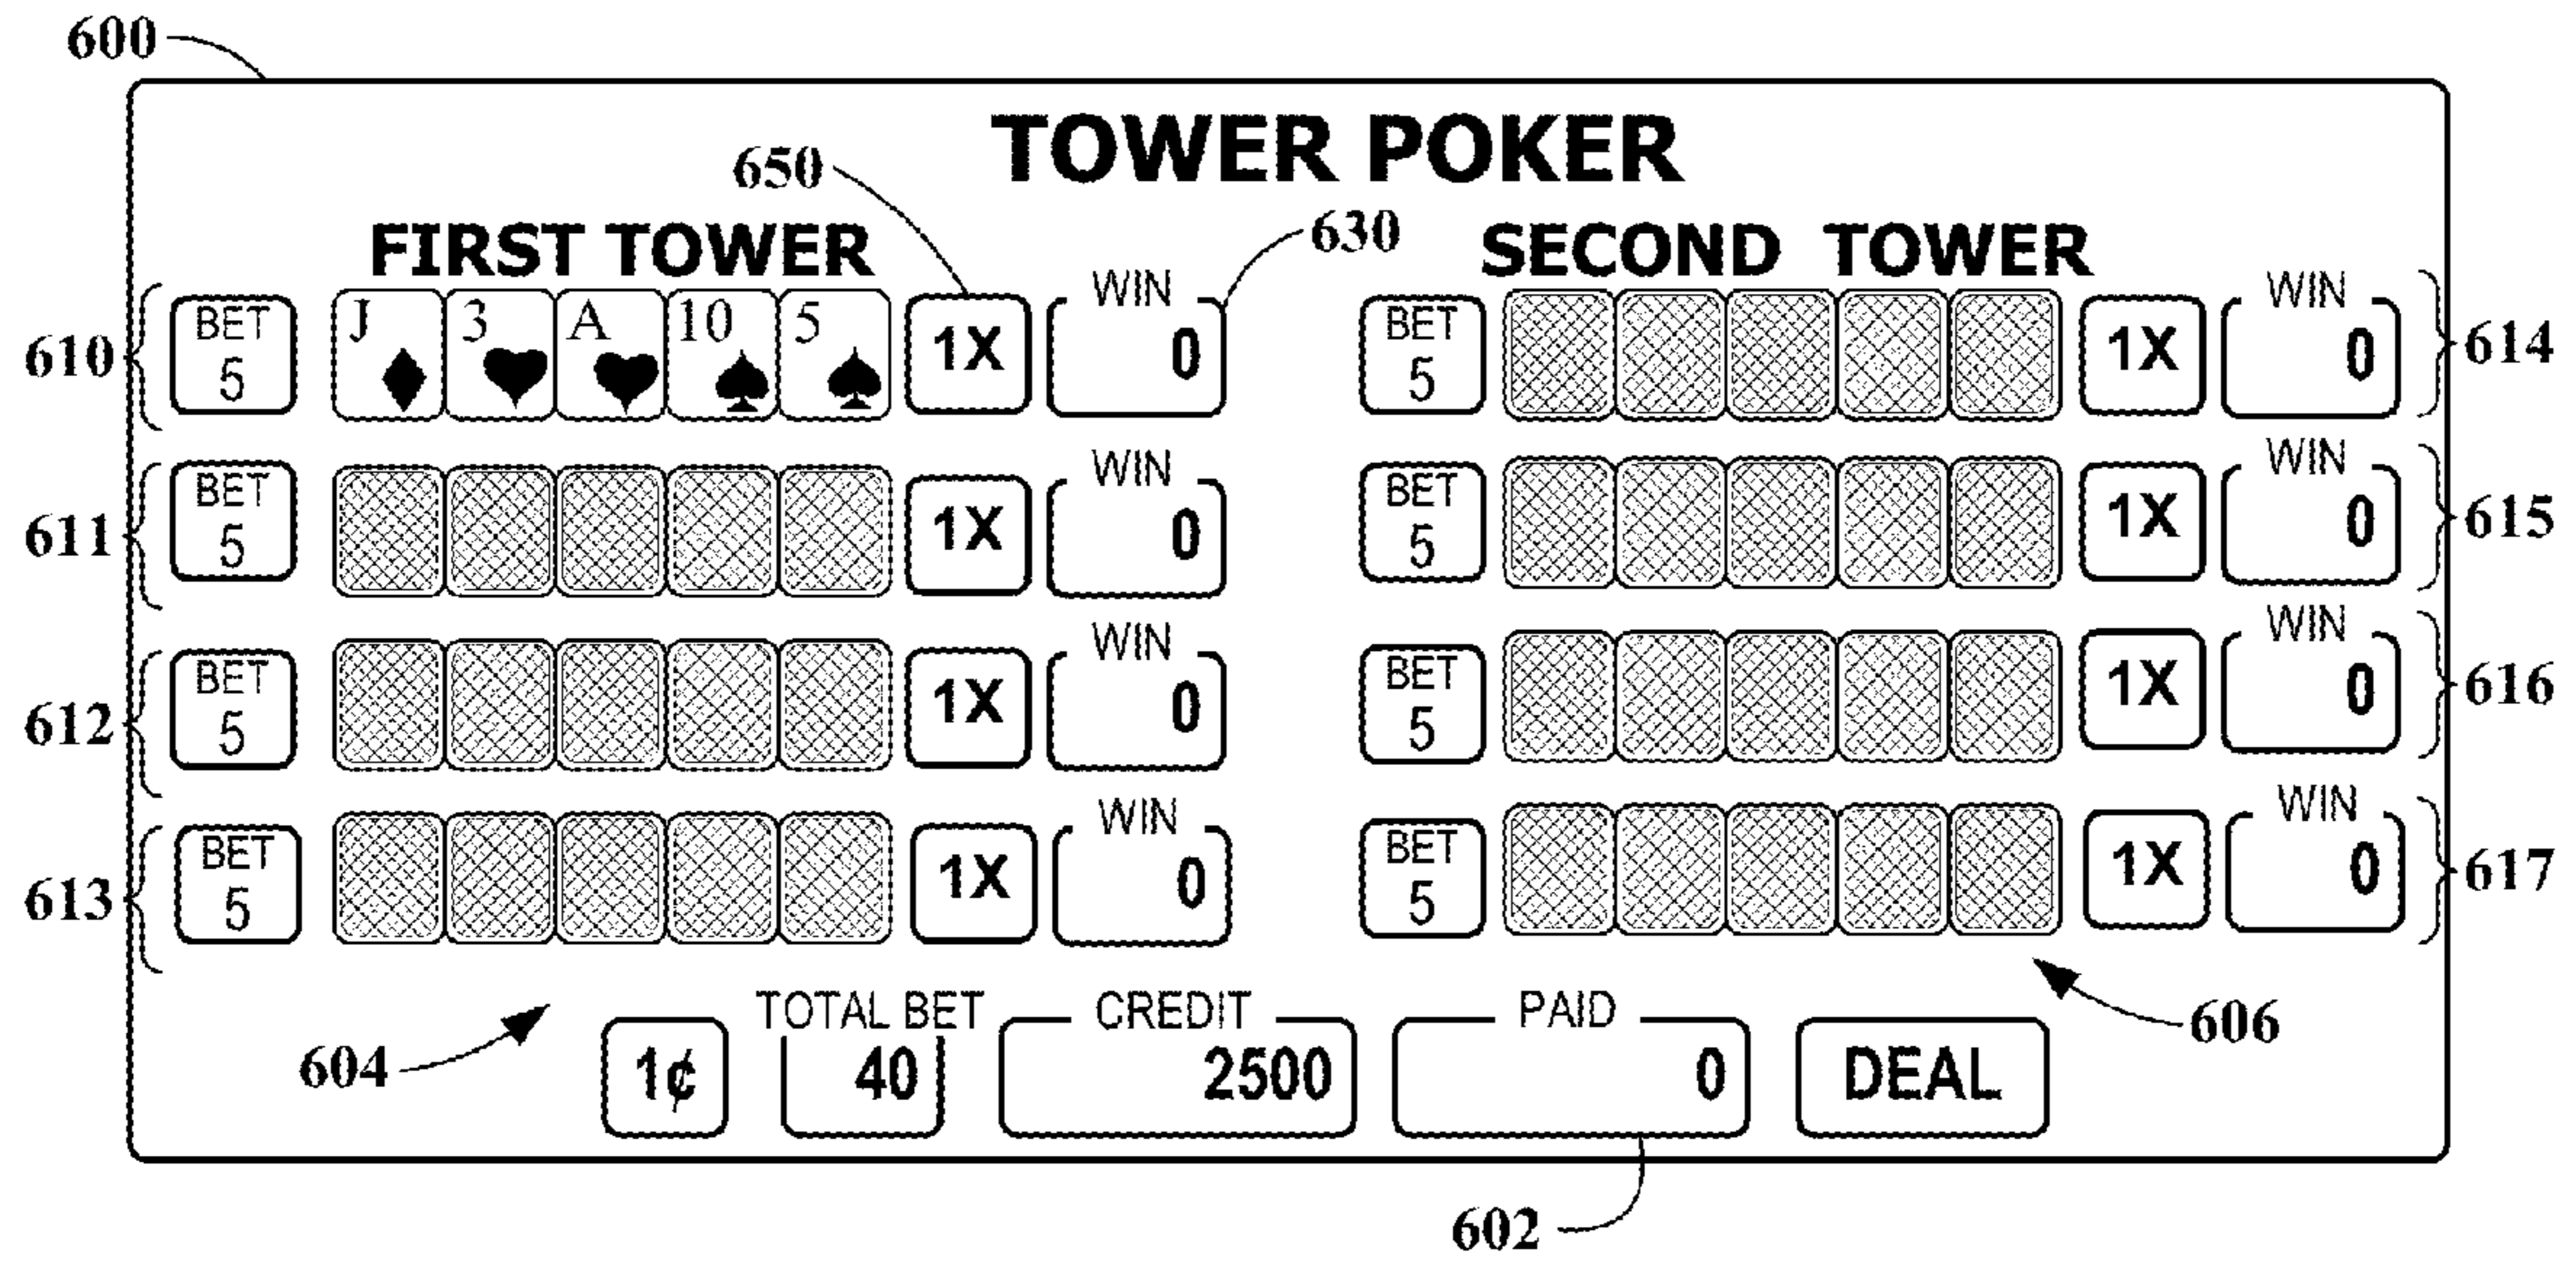 600
TOWER POKER
650
630
FIRST TOWER
SECOND TOWER
610
BET
5
J
3
A
10
5
1X
WIN
0
BET
5
1X
WIN
0
614
611
BET
5
1X
WIN
0
BET
5
1X
WIN
0
615
612
BET
5
1X
WIN
0
BET
5
1X
WIN
0
616
613
BET
5
1X
WIN
0
BET
5
1X
WIN
0
617
604
1¢
TOTAL BET
40
CREDIT
2500
PAID
0
DEAL
606
602